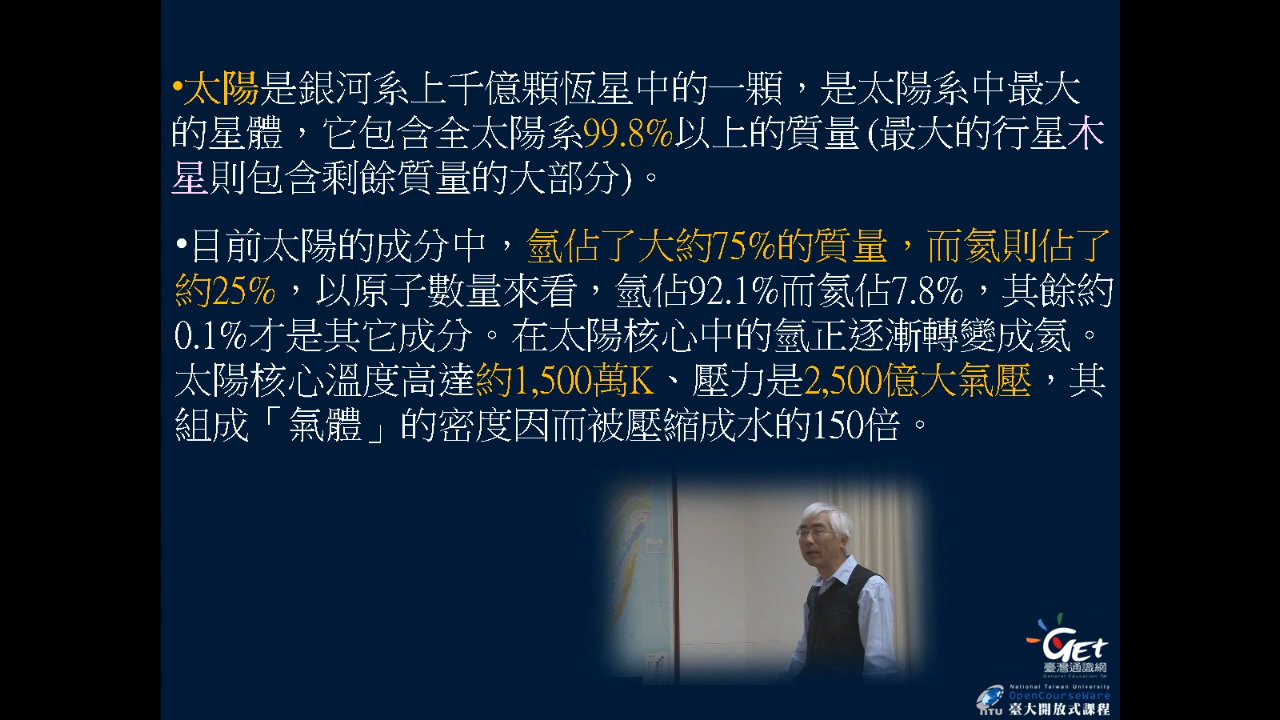 •太陽是銀河系上千億顆恆星中的一顆，是太陽系中最大
的星體，它包含全太陽系99.8%以上的質量 (最大的行星木
星則包含剩餘質量的大部分)。
•目前太陽的成分中，氫佔了大約75%的質量，而氦則佔了
約25%，以原子數量來看，氫佔92.1%而氦佔7.8%，其餘約
0.1%才是其它成分。在太陽核心中的氫正逐漸轉變成氦。
太陽核心溫度高達約1,500萬K、壓力是2,500億大氣壓，其
組成「氣體」的密度因而被壓縮成水的150倍。
GEt
臺灣通識網
General Education TW
National Taiwan University
OpenCourseWare
NTU 臺大開放式課程